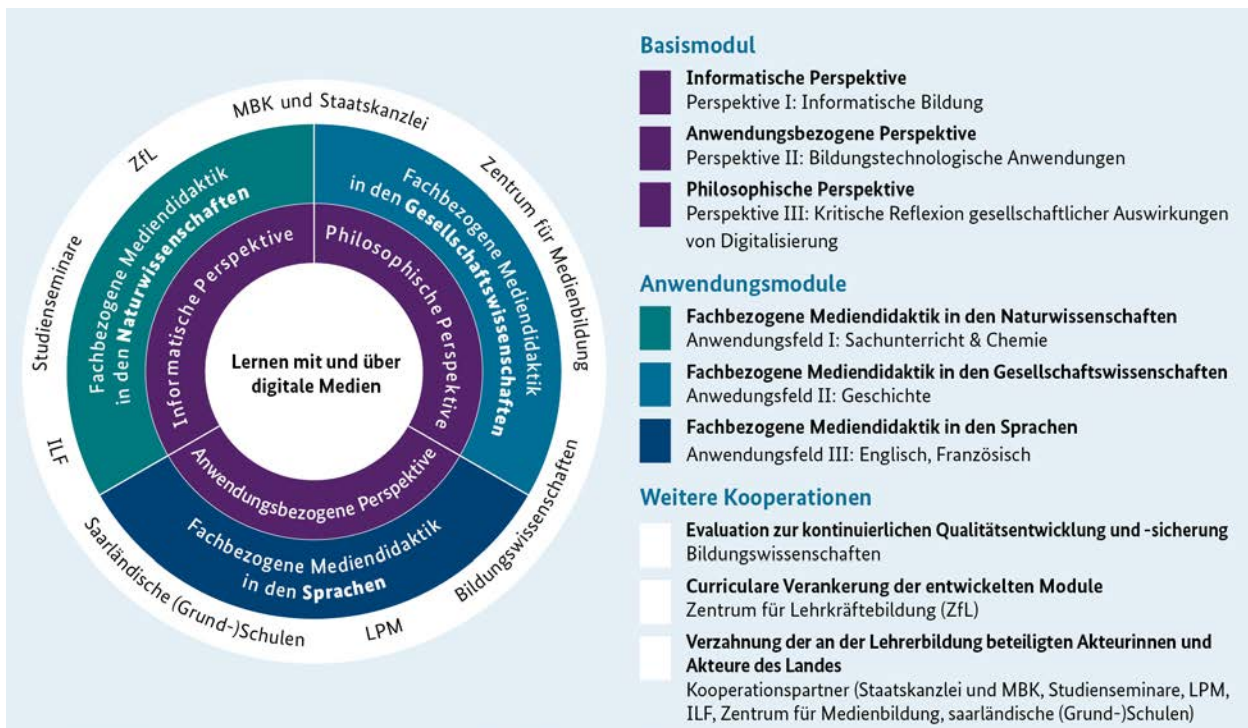 MBK und Staatskanzlei
ZfL
Zentrum für Medienbildung
Studienseminare
ILF
Bildungswissenschaften
Saarländische (Grund-)Schulen
LPM
Fachbezogene Mediendidaktik
in den Naturwissenschaften
Fachbezogene Mediendidaktik
in den Gesellschaftswissenschaften
Informatische Perspektive
Philosophische Perspektive
Lernen mit und über
digitale Medien
Anwendungsbezogene Perspektive
Fachbezogene Mediendidaktik
in den Sprachen
Basismodul
Informatische Perspektive
Perspektive I: Informatische Bildung
Anwendungsbezogene Perspektive
Perspektive II: Bildungstechnologische Anwendungen
Philosophische Perspektive
Perspektive III: Kritische Reflexion gesellschaftlicher Auswirkungen
von Digitalisierung
Anwendungsmodule
Fachbezogene Mediendidaktik in den Naturwissenschaften
Anwendungsfeld I: Sachunterricht & Chemie
Fachbezogene Mediendidaktik in den Gesellschaftswissenschaften
Anwedungsfeld II: Geschichte
Fachbezogene Mediendidaktik in den Sprachen
Anwendungsfeld III: Englisch, Französisch
Weitere Kooperationen
Evaluation zur kontinuierlichen Qualitätsentwicklung und -sicherung
Bildungswissenschaften
Curriculare Verankerung der entwickelten Module
Zentrum für Lehrkräftebildung (ZfL)
Verzahnung der an der Lehrerbildung beteiligten Akteurinnen und
Akteure des Landes
Kooperationspartner (Staatskanzlei und MBK, Studienseminare, LPM,
ILF, Zentrum für Medienbildung, saarländische (Grund-)Schulen)